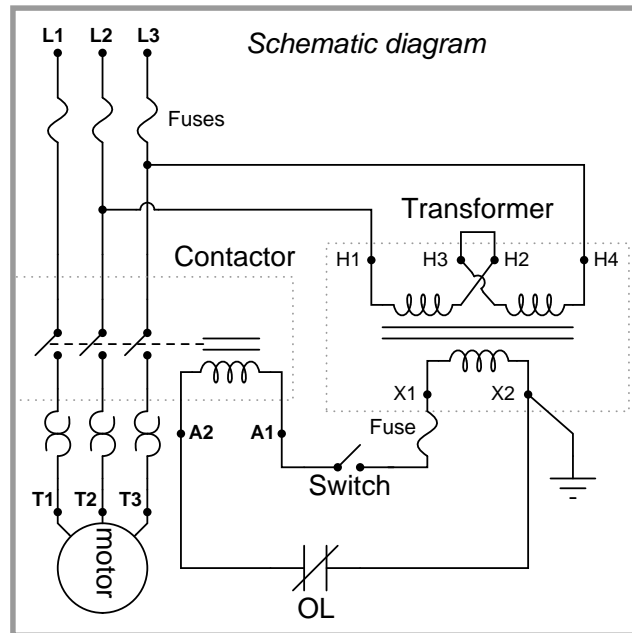 L1 L2 L3 Schematic diagram
Fuses
Transformer
Contactor
H1 H3 H2 H4
X1 X2
A2 A1 Fuse
Switch
T1 T2 T3
motor
OL